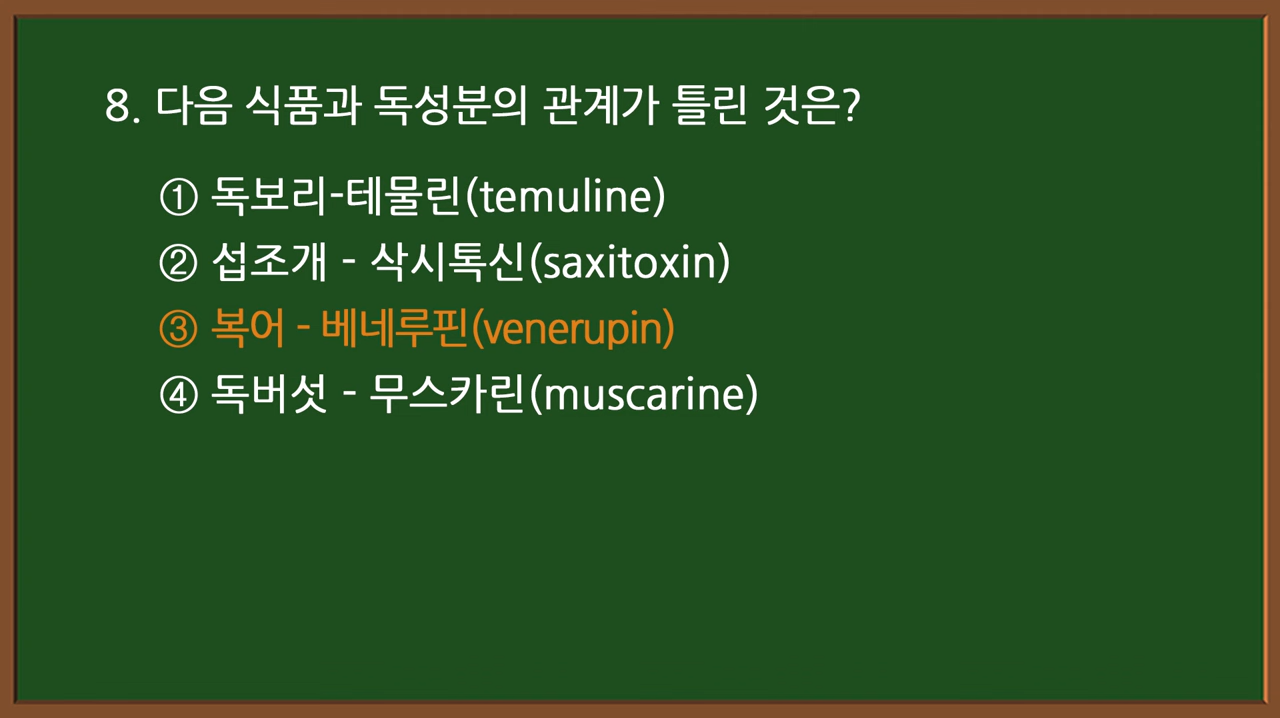 8. 다음 식품과 독성분의 관계가 틀린 것은?
① 독보리-테물린(temuline)
② 섭조개 - 삭시톡신(saxitoxin)
③ 복어 - 베네루핀(venerupin)
④ 독버섯 - 무스카린(muscarine)